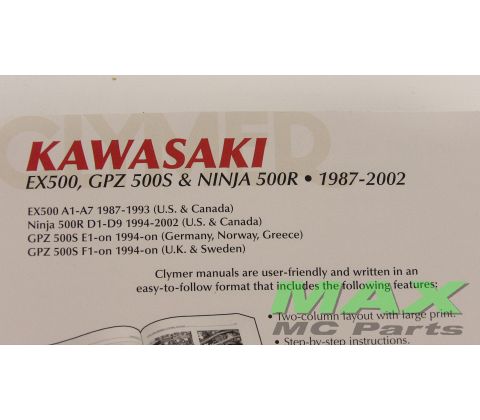 CLYMER
KAWASAKI
EX500, GPZ 500S & NINJA 500R • 1987-2002
EX500 A1-A7 1987-1993 (U.S. & Canada)
Ninja 500R D1-D9 1994-2002 (U.S. & Canada)
GPZ 500S E1-on 1994-on (Germany, Norway, Greece)
GPZ 500S F1-on 1994-on (U.K. & Sweden)
Clymer manuals are user-friendly and written in an
easy-to-follow format that includes the following features:
• Two-column layout with large print.
• Step-by-step instructions.
MAX
MC Parts